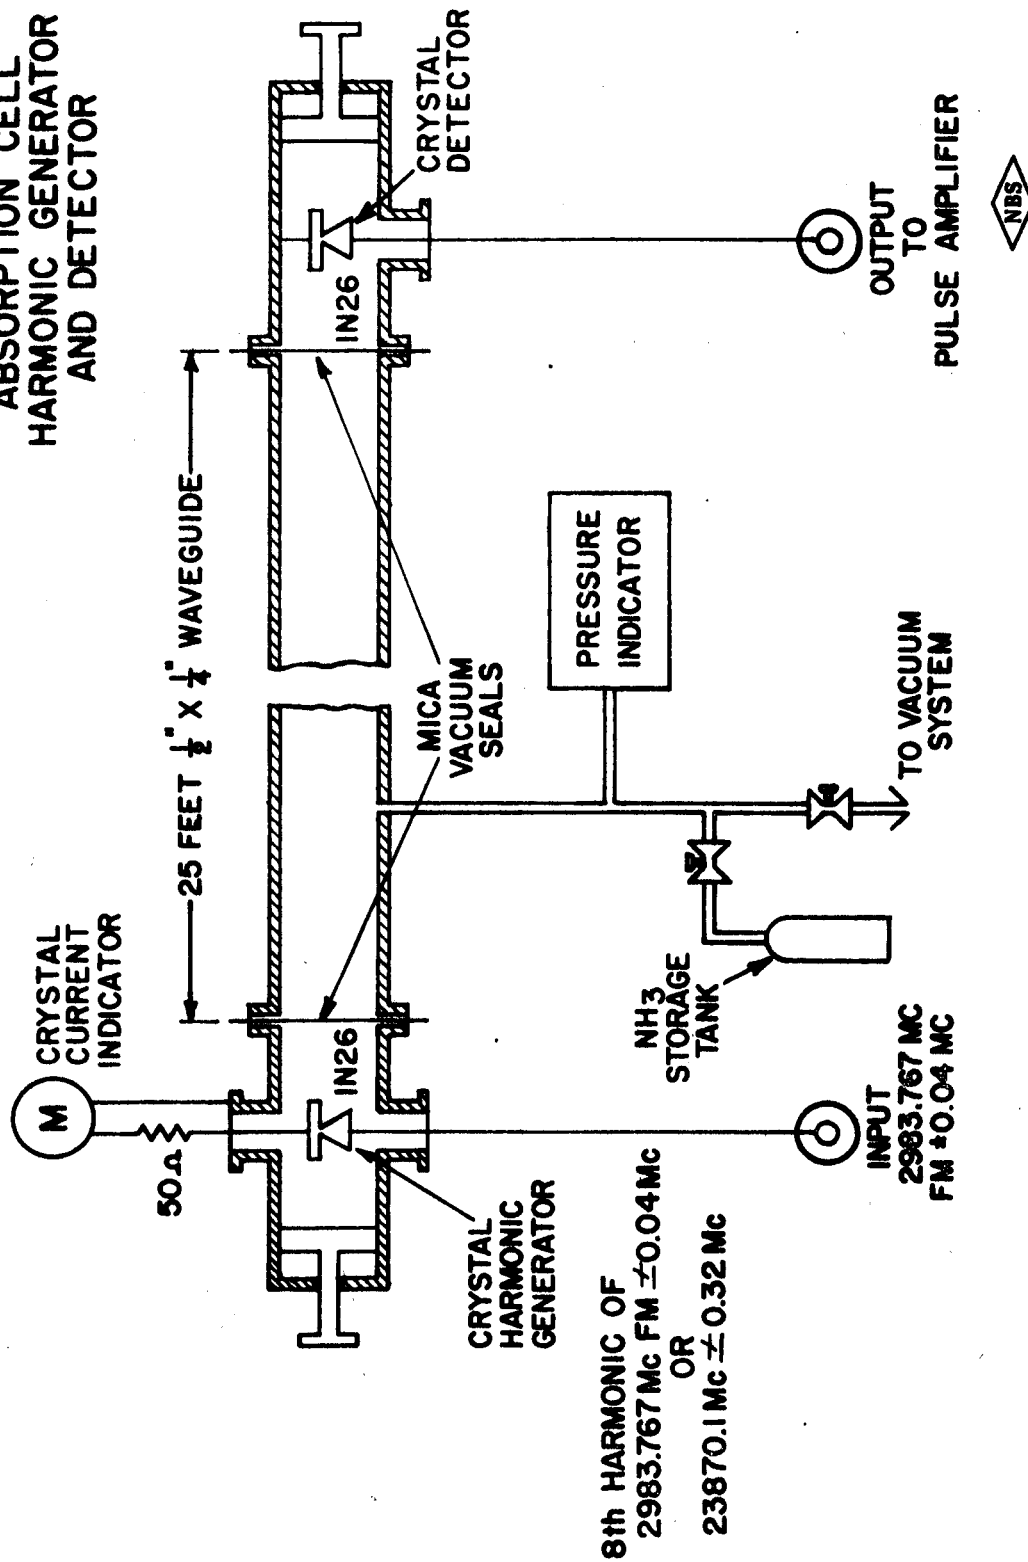 ABSORPTION CELL
HARMONIC GENERATOR
AND DETECTOR
CRYSTAL
CURRENT
INDICATOR
M
50Ω
25 FEET 1/2" X 1/4" WAVEGUIDE
1N26
1N26
CRYSTAL
DETECTOR
CRYSTAL
HARMONIC
GENERATOR
MICA
VACUUM
SEALS
PRESSURE
INDICATOR
8th HARMONIC OF
2983.767 Mc FM ±0.04 Mc
OR
23870.1 Mc ± 0.32 Mc
NH3
STORAGE
TANK
INPUT
2983.767 MC
FM ±0.04 MC
TO VACUUM
SYSTEM
OUTPUT
TO
PULSE AMPLIFIER
NBS